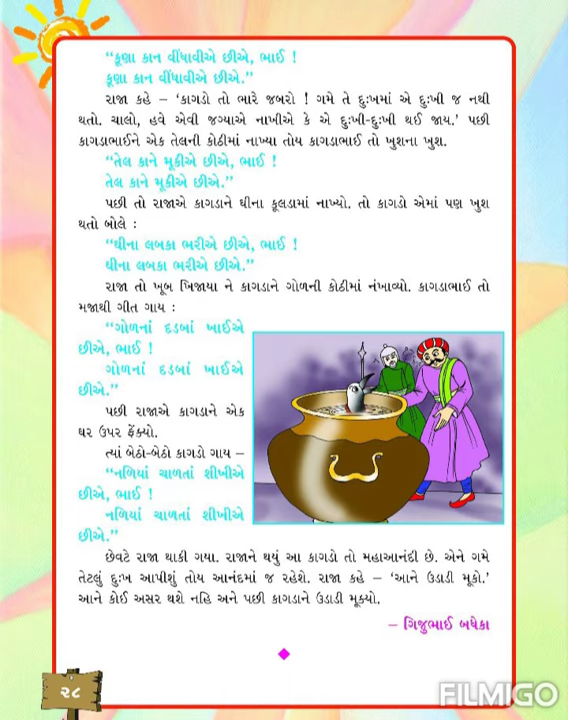 “કૂણા કાન વીંધાવીએ છીએ, ભાઈ !
કૂણા કાન વીંધાવીએ છીએ.”
રાજા કહે – ‘કાગડો તો ભારે જબરો ! ગમે તે દુઃખમાં એ દુઃખી જ નથી
થતો. ચાલો, હવે એવી જગ્યાએ નાખીએ કે એ દુઃખી-દુઃખી થઈ જાય.’ પછી
કાગડાભાઈને એક તેલની કોઠીમાં નાખ્યા તોય કાગડાભાઈ તો ખુશના ખુશ.
“તેલ કાને મૂકીએ છીએ, ભાઈ !
તેલ કાને મૂકીએ છીએ.”
પછી તો રાજાએ કાગડાને ઘીના કૂલડામાં નાખ્યો. તો કાગડો એમાં પણ ખુશ
થતો બોલે :
“ઘીના લબકા ભરીએ છીએ, ભાઈ !
ઘીના લબકા ભરીએ છીએ.”
રાજા તો ખૂબ ખિજાયા ને કાગડાને ગોળની કોઠીમાં નંખાવ્યો. કાગડાભાઈ તો
મજાથી ગીત ગાય :
“ગોળનાં દડબાં ખાઈએ
છીએ, ભાઈ !
ગોળનાં દડબાં ખાઈએ
છીએ.”
પછી રાજાએ કાગડાને એક
ઘર ઉપર ફેંક્યો.
ત્યાં બેઠો-બેઠો કાગડો ગાય –
“નળિયાં ચાળતાં શીખીએ
છીએ, ભાઈ !
નળિયાં ચાળતાં શીખીએ
છીએ.”
છેવટે રાજા થાકી ગયા. રાજાને થયું આ કાગડો તો મહાઆનંદી છે. એને ગમે
તેટલું દુઃખ આપીશું તોય આનંદમાં જ રહેશે. રાજા કહે – ‘આને ઉડાડી મૂકો.’
આને કોઈ અસર થશે નહિ અને પછી કાગડાને ઉડાડી મૂક્યો.
– ગિજુભાઈ બધેકા
૨૮
FILMIGO